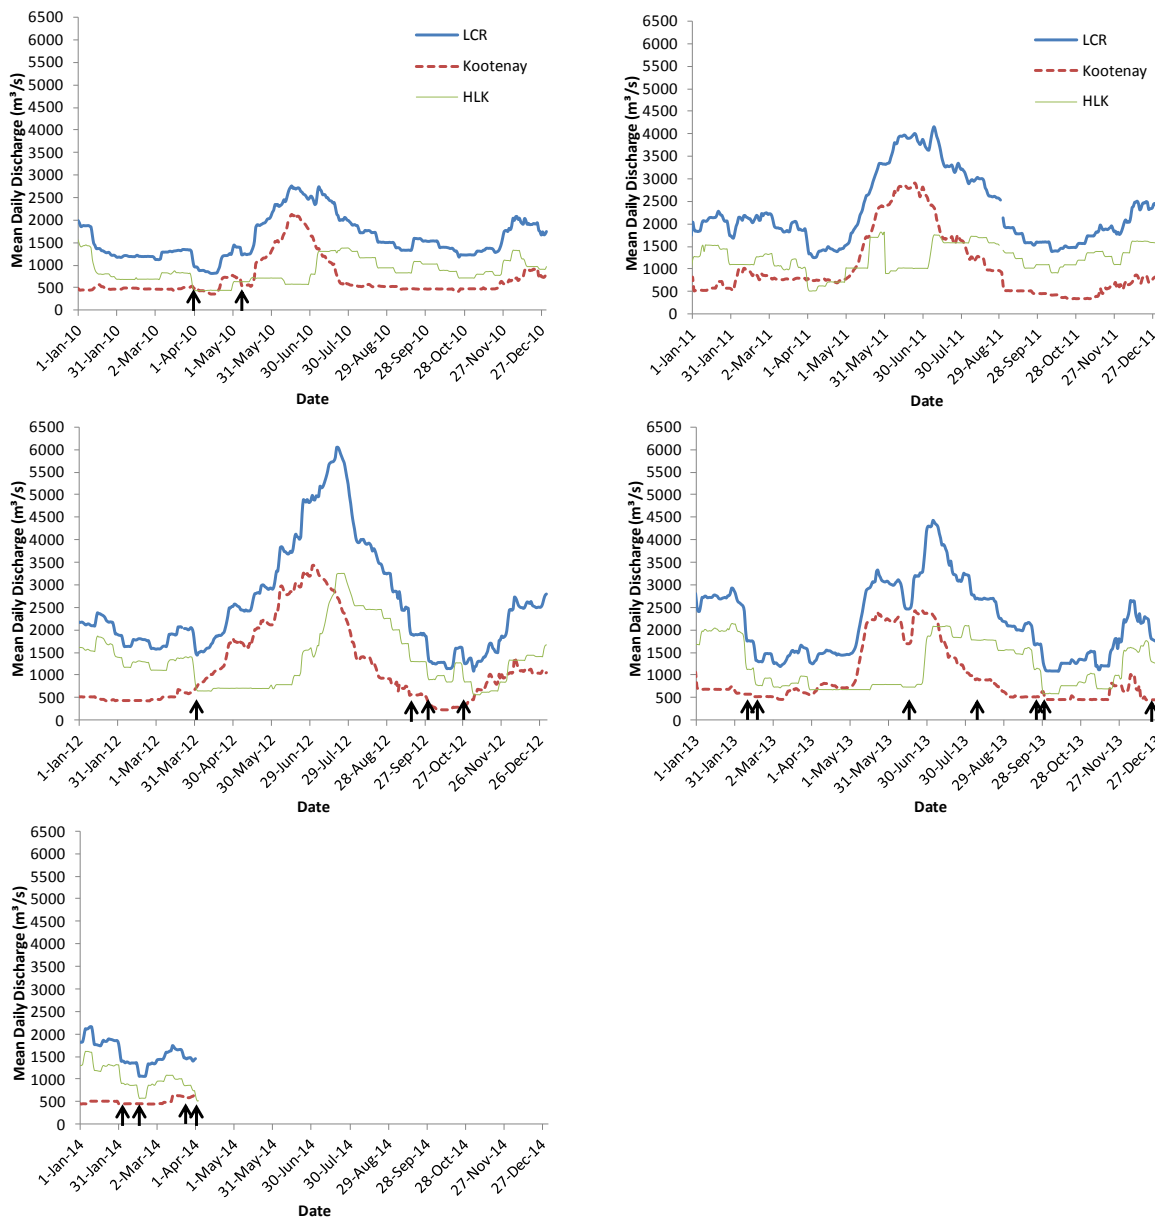 Mean Daily Discharge (m³/s)
6500
6000
5500
5000
4500
4000
3500
3000
2500
2000
1500
1000
500
0
LCR
Kootenay
HLK
1-Jan-10
31-Jan-10
2-Mar-10
1-Apr-10
1-May-10
31-May-10
30-Jun-10
30-Jul-10
29-Aug-10
28-Sep-10
28-Oct-10
27-Nov-10
27-Dec-10
Date
Mean Daily Discharge (m³/s)
6500
6000
5500
5000
4500
4000
3500
3000
2500
2000
1500
1000
500
0
LCR
Kootenay
HLK
1-Jan-11
31-Jan-11
2-Mar-11
1-Apr-11
1-May-11
31-May-11
30-Jun-11
30-Jul-11
29-Aug-11
28-Sep-11
28-Oct-11
27-Nov-11
27-Dec-11
Date
Mean Daily Discharge (m³/s)
6500
6000
5500
5000
4500
4000
3500
3000
2500
2000
1500
1000
500
0
1-Jan-12
31-Jan-12
1-Mar-12
31-Mar-12
30-Apr-12
30-May-12
29-Jun-12
29-Jul-12
28-Aug-12
27-Sep-12
27-Oct-12
26-Nov-12
26-Dec-12
Date
Mean Daily Discharge (m³/s)
6500
6000
5500
5000
4500
4000
3500
3000
2500
2000
1500
1000
500
0
1-Jan-13
31-Jan-13
2-Mar-13
1-Apr-13
1-May-13
31-May-13
30-Jun-13
30-Jul-13
29-Aug-13
28-Sep-13
28-Oct-13
27-Nov-13
27-Dec-13
Date
Mean Daily Discharge (m³/s)
6500
6000
5500
5000
4500
4000
3500
3000
2500
2000
1500
1000
500
0
1-Jan-14
31-Jan-14
2-Mar-14
1-Apr-14
1-May-14
31-May-14
30-Jun-14
30-Jul-14
29-Aug-14
28-Sep-14
28-Oct-14
27-Nov-14
27-Dec-14
Date